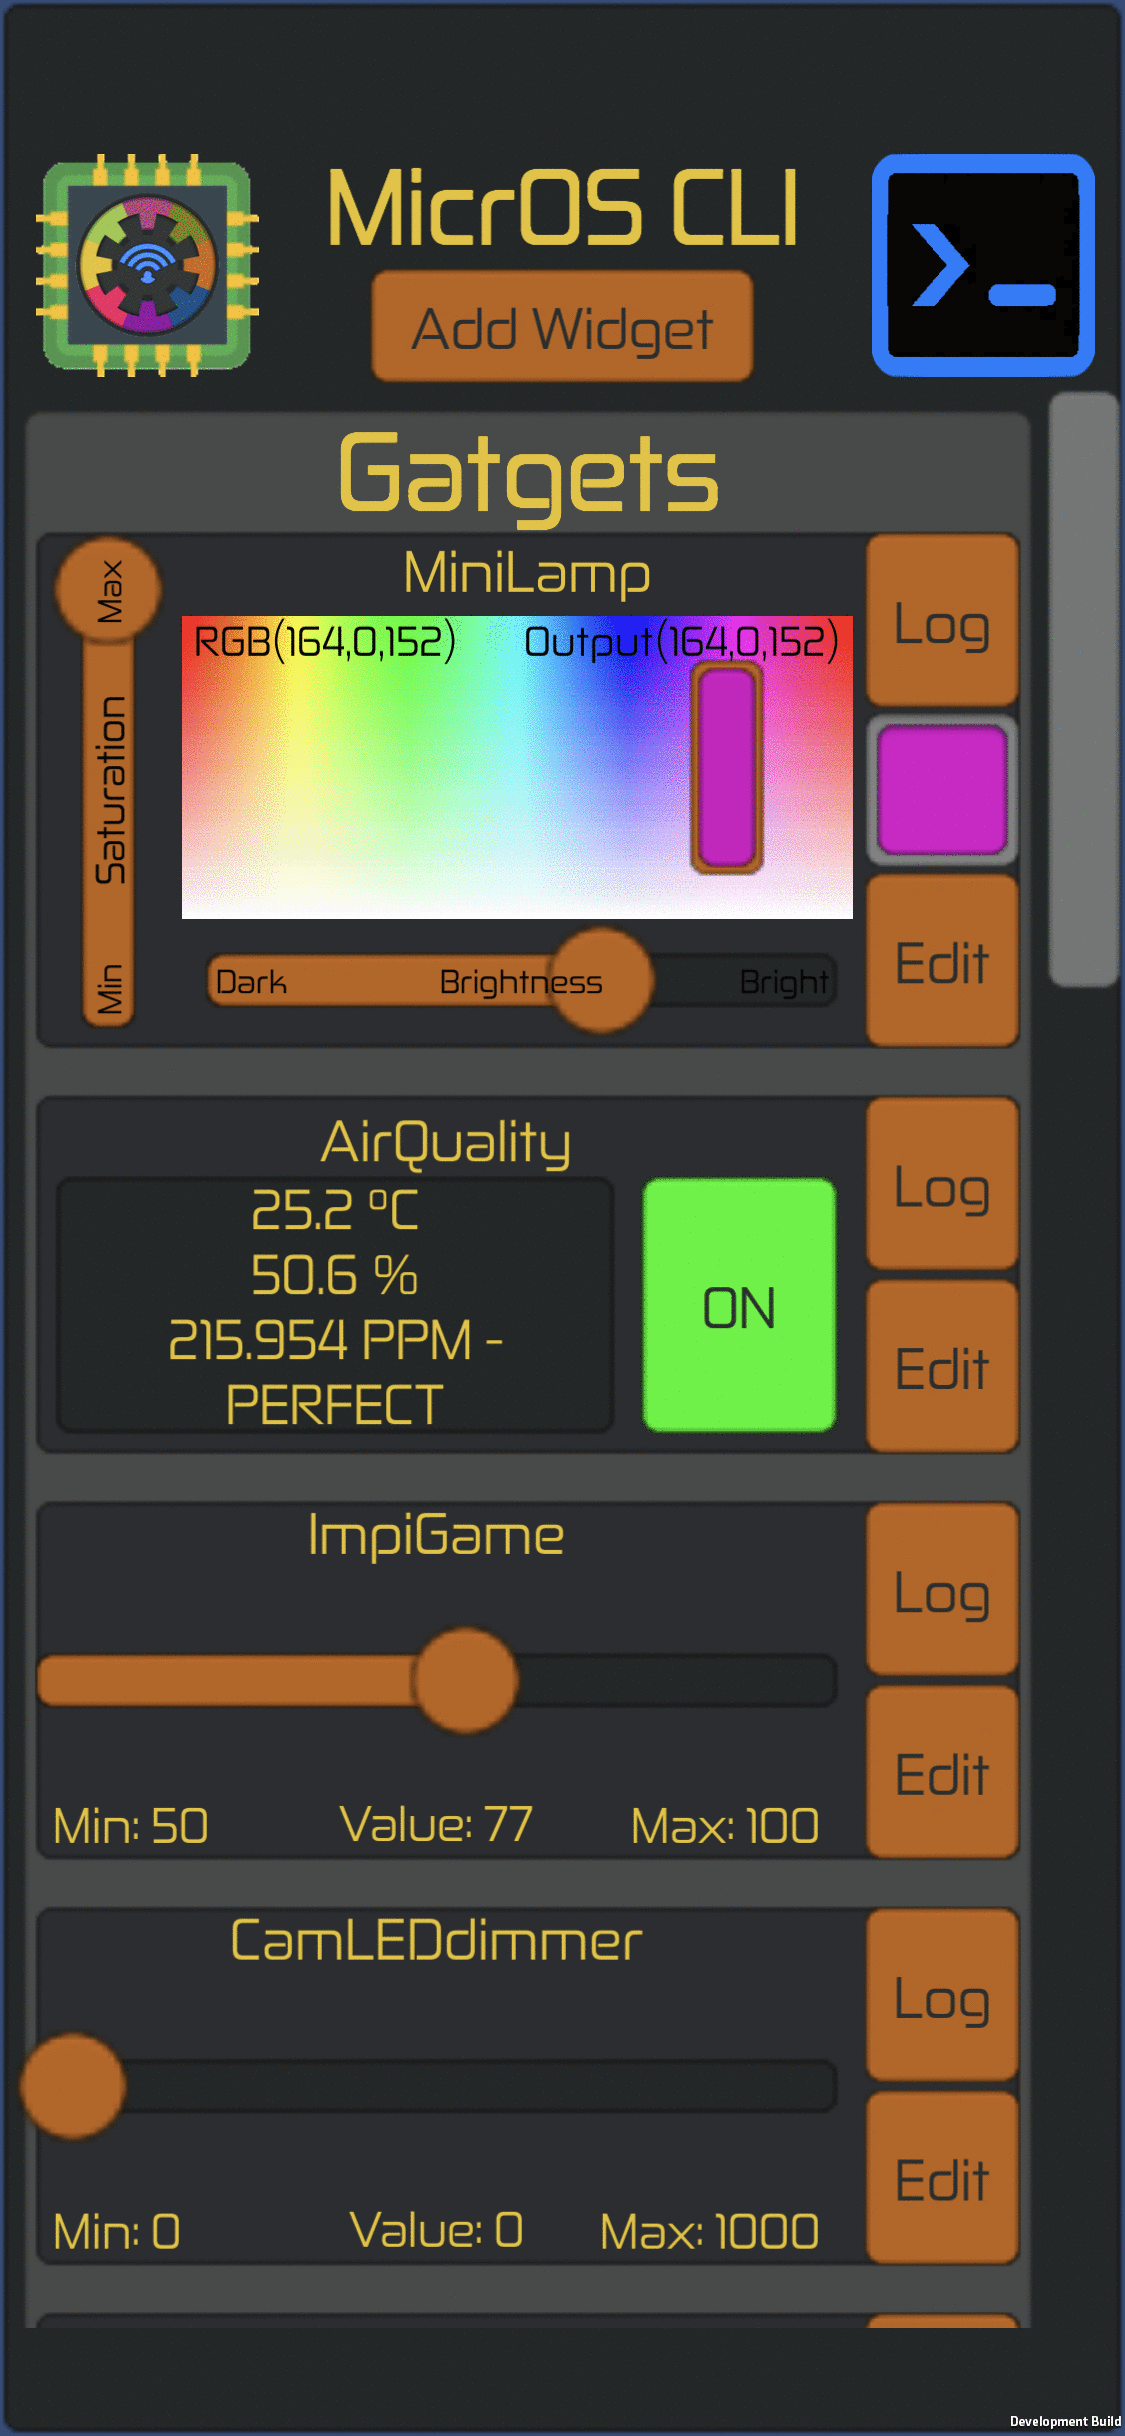 MicrOS CLI
Add Widget
Gatgets
MiniLamp
Max
Saturation
Min
RGB(164,0,152) Output(164,0,152)
Dark Brightness Bright
Log
Edit
AirQuality
25.2 ºC
50.6 %
215.954 PPM -
PERFECT
ON
Log
Edit
ImpiGame
Min: 50 Value: 77 Max: 100
Log
Edit
CamLEDdimmer
Min: 0 Value: 0 Max: 1000
Log
Edit
Development Build